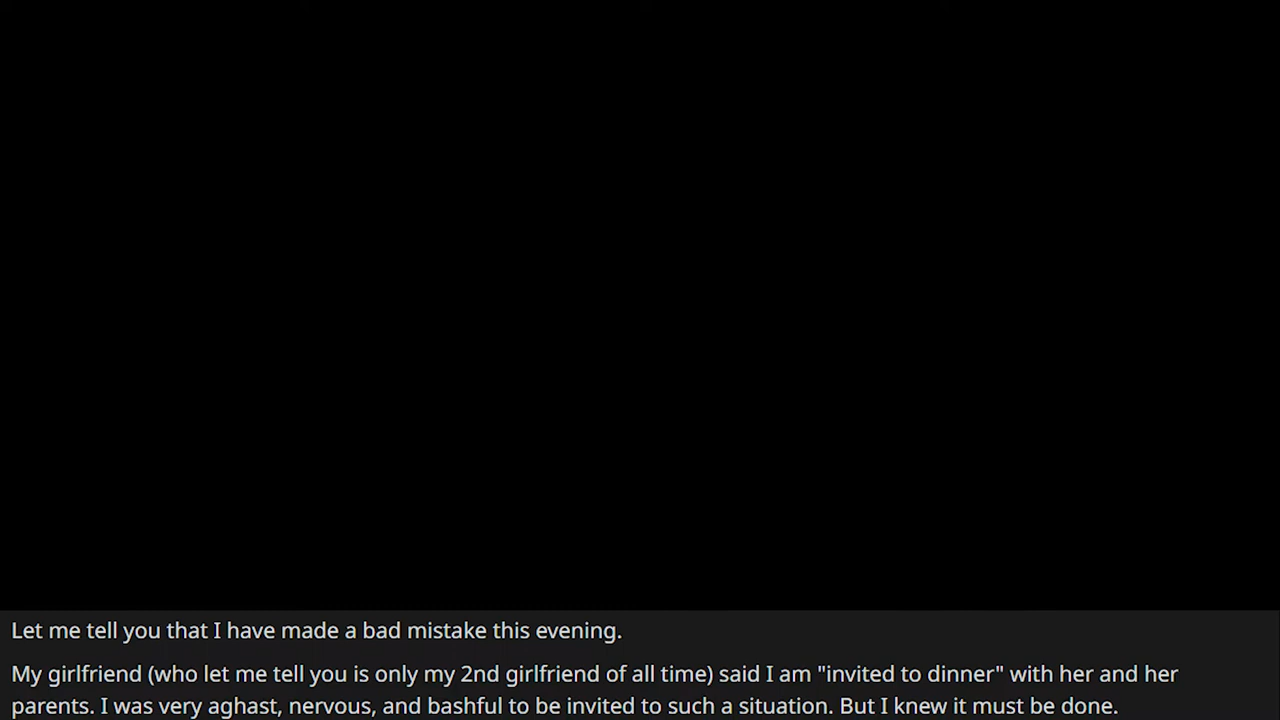 Let me tell you that I have made a bad mistake this evening.
My girlfriend (who let me tell you is only my 2nd girlfriend of all time) said I am "invited to dinner" with her and her
parents. I was very aghast, nervous, and bashful to be invited to such a situation. But I knew it must be done.